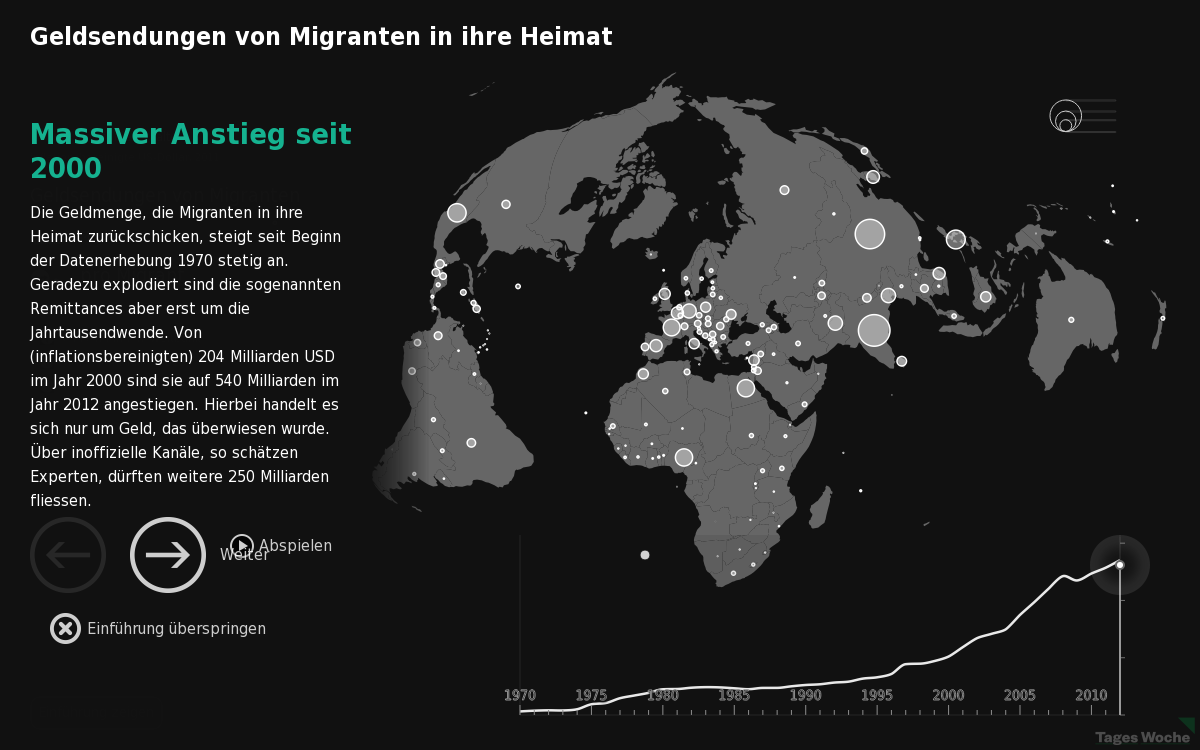 Geldsendungen von Migranten in ihre Heimat
Massiver Anstieg seit
2000
Die Geldmenge, die Migranten in ihre
Heimat zurückschicken, steigt seit Beginn
der Datenerhebung 1970 stetig an.
Geradezu explodiert sind die sogenannten
Remittances aber erst um die
Jahrtausendwende. Von
(inflationsbereinigten) 204 Milliarden USD
im Jahr 2000 sind sie auf 540 Milliarden im
Jahr 2012 angestiegen. Hierbei handelt es
sich nur um Geld, das überwiesen wurde.
Über inoffizielle Kanäle, so schätzen
Experten, dürften weitere 250 Milliarden
fliessen.
Weiter
Abspielen
Einführung überspringen
1970 1975 1980 1985 1990 1995 2000 2005 2010
Tages Woche